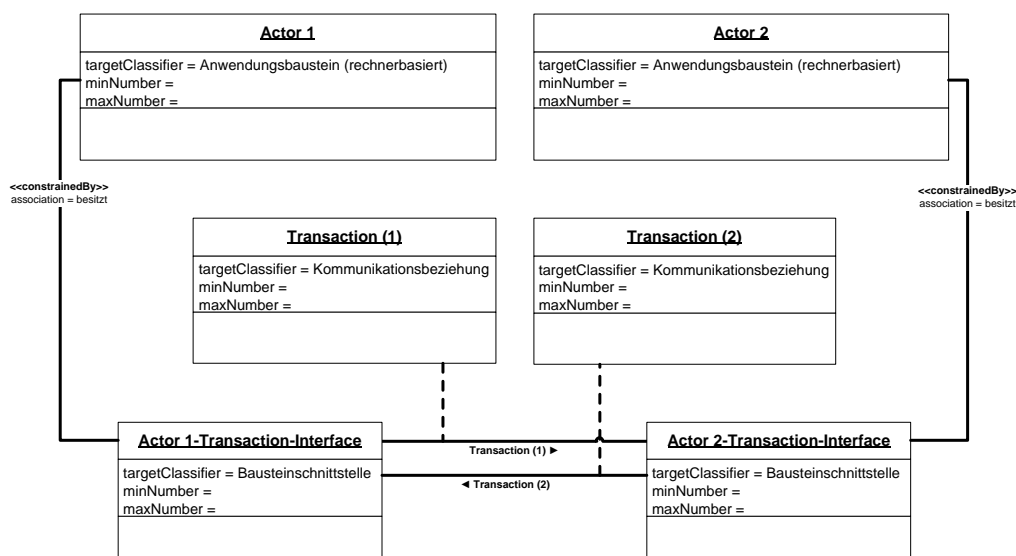 Actor 1
targetClassifier = Anwendungsbaustein (rechnerbasiert)
minNumber =
maxNumber =
Actor 2
targetClassifier = Anwendungsbaustein (rechnerbasiert)
minNumber =
maxNumber =
<<constrainedBy>>
association = besitzt
<<constrainedBy>>
association = besitzt
Transaction (1)
targetClassifier = Kommunikationsbeziehung
minNumber =
maxNumber =
Transaction (2)
targetClassifier = Kommunikationsbeziehung
minNumber =
maxNumber =
Actor 1-Transaction-Interface
targetClassifier = Bausteinschnittstelle
minNumber =
maxNumber =
Transaction (1) ►
◄ Transaction (2)
Actor 2-Transaction-Interface
targetClassifier = Bausteinschnittstelle
minNumber =
maxNumber =